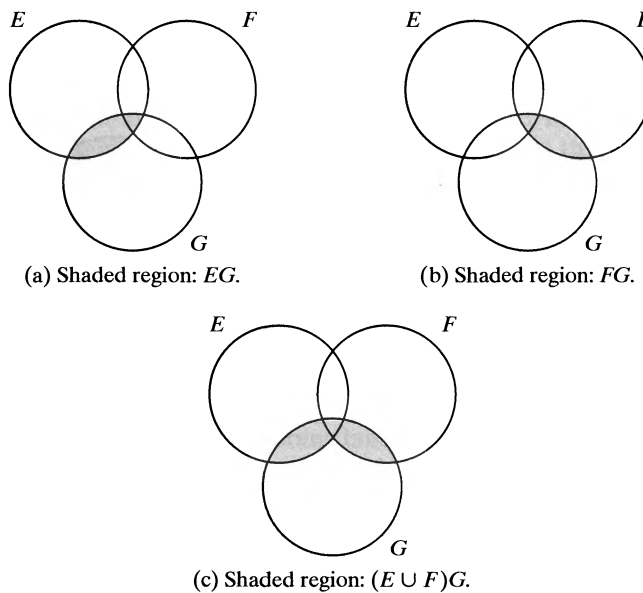 E F E
G G
(a) Shaded region: EG. (b) Shaded region: FG.
E F
G
(c) Shaded region: (E ∪ F)G.